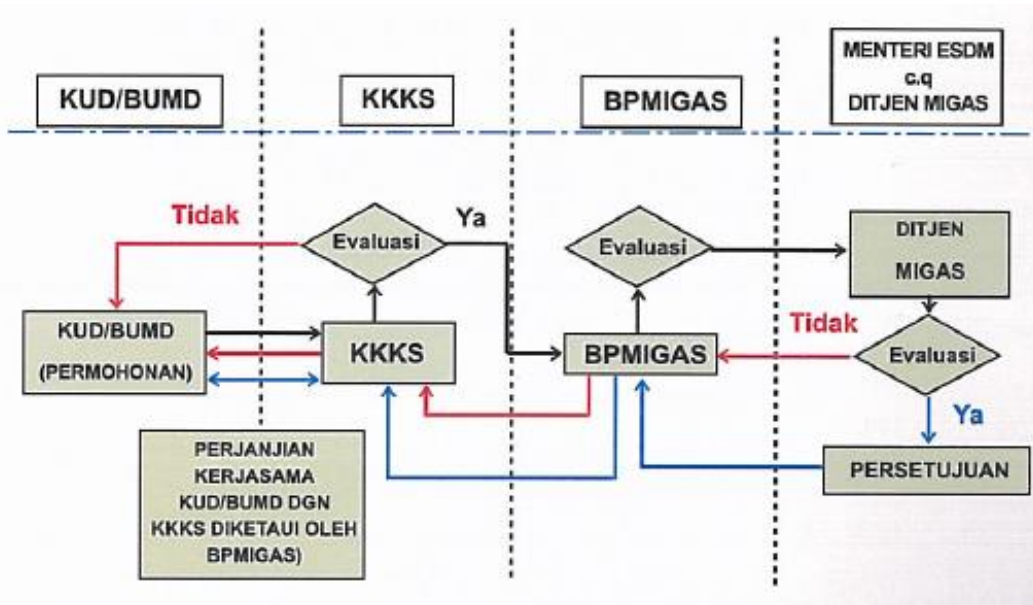 KUD/BUMD
KKKS
BPMIGAS
MENTERI ESDM
c.q
DITJEN MIGAS
Tidak
Evaluasi
Ya
Evaluasi
DITJEN
MIGAS
KUD/BUMD
(PERMOHONAN)
KKKS
BPMIGAS
Tidak
Evaluasi
Ya
PERSETUJUAN
PERJANJIAN
KERJASAMA
KUD/BUMD DGN
KKKS DIKETAUI OLEH
BPMIGAS)